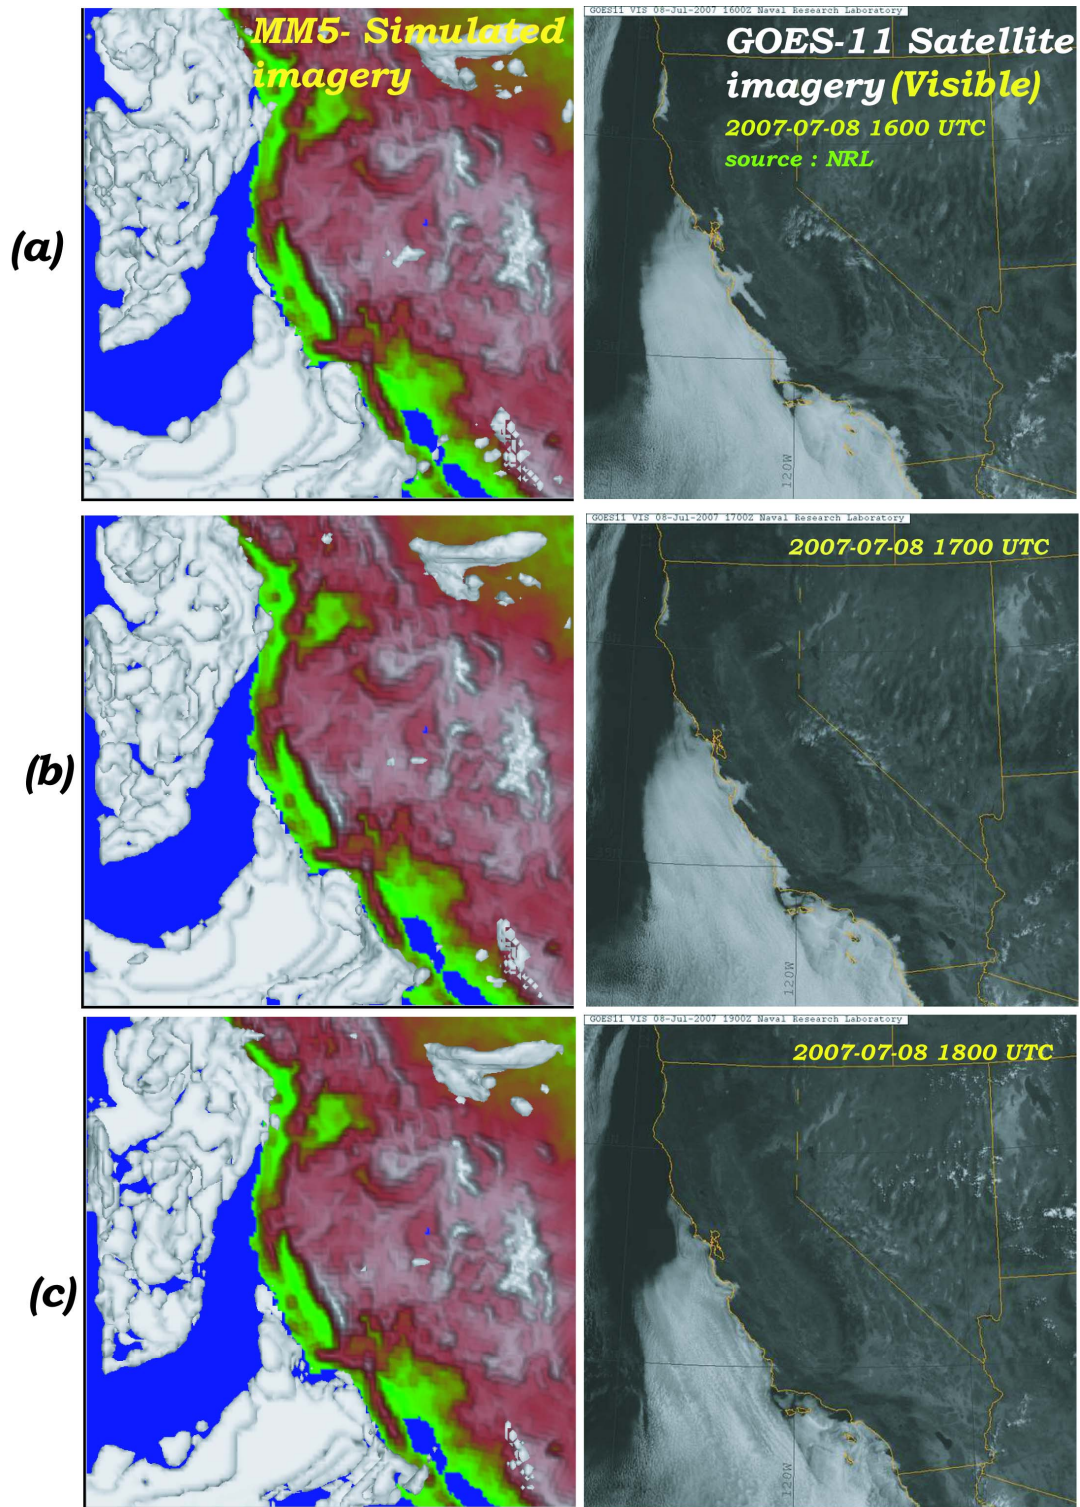 MM5- Simulated
imagery
GOES11 VIS 08-Jul-2007 1600Z Naval Research Laboratory
GOES-11 Satellite
imagery (Visible)
2007-07-08 1600 UTC
source : NRL
(a)
120W
GOES11 VIS 08-Jul-2007 1700Z Naval Research Laboratory
2007-07-08 1700 UTC
(b)
120W
GOES11 VIS 08-Jul-2007 1900Z Naval Research Laboratory
2007-07-08 1800 UTC
(c)
120W